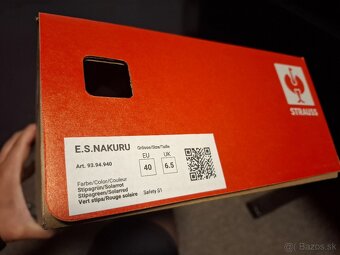 STRAUSS
E.S.NAKURU
Grösse/Size/Taille
Art. 92.94.940
EU
UK
40
6.5
Farbe/Color/Couleur
Stipagrün/Solarrot
Stipagreen/Solarred
Vert stipa/Rouge solaire
Safety S1
Bazos.sk